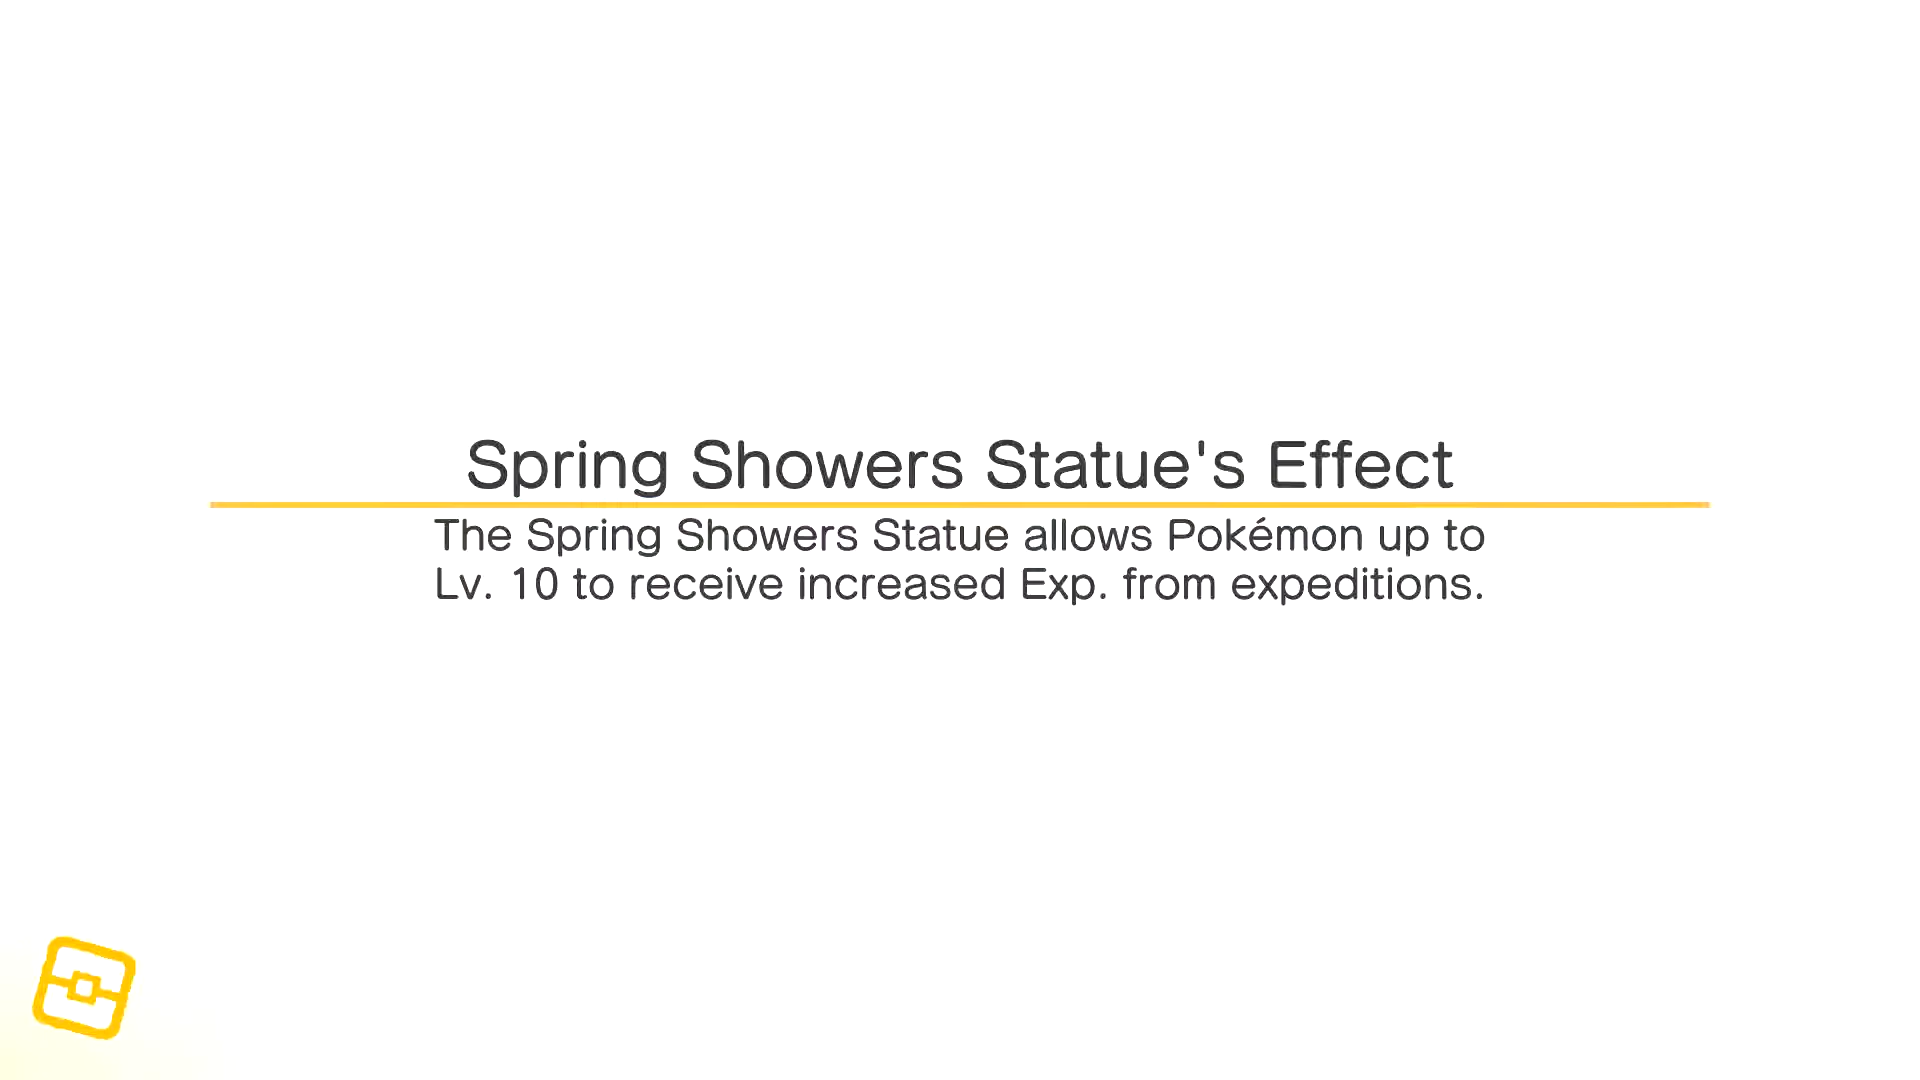 Spring Showers Statue's Effect
The Spring Showers Statue allows Pokémon up to
Lv. 10 to receive increased Exp. from expeditions.